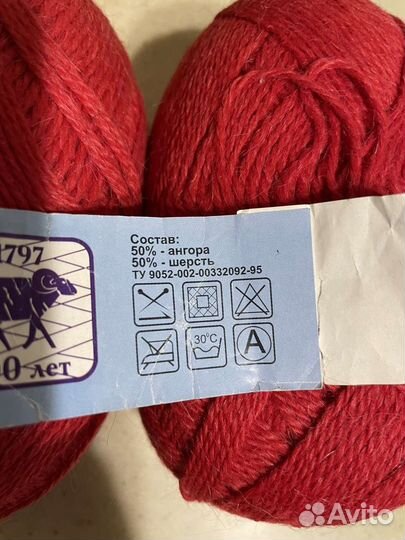 1797
Состав:
50% - ангора
50% - шерсть
ТУ 9052-002-00332092-95
30°C
A
0 лет
Avito